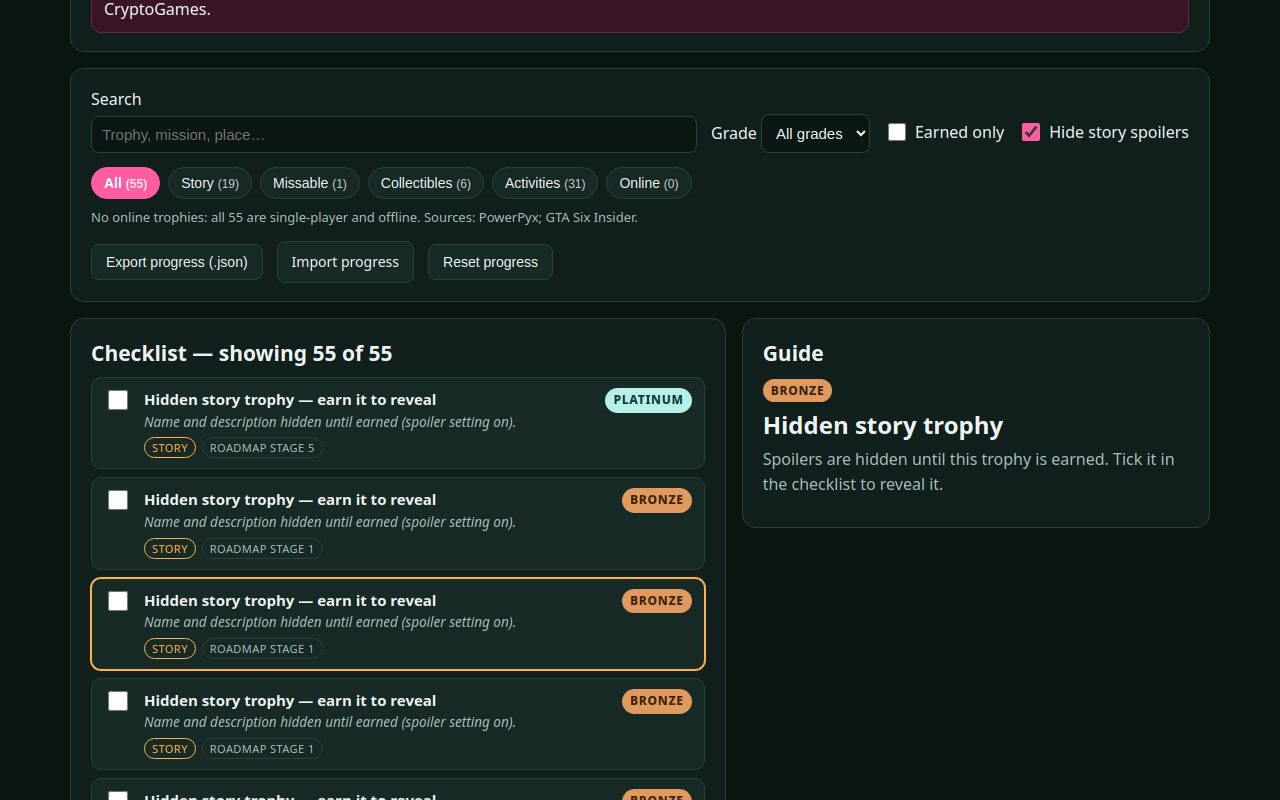 CryptoGames.
Search
Trophy, mission, place…
Grade
All grades
Earned only
Hide story spoilers
All (55)
Story (19)
Missable (1)
Collectibles (6)
Activities (31)
Online (0)
No online trophies: all 55 are single-player and offline. Sources: PowerPyx; GTA Six Insider.
Export progress (.json)
Import progress
Reset progress
Checklist — showing 55 of 55
Hidden story trophy — earn it to reveal
PLATINUM
Name and description hidden until earned (spoiler setting on).
STORY
ROADMAP STAGE 5
Hidden story trophy — earn it to reveal
BRONZE
Name and description hidden until earned (spoiler setting on).
STORY
ROADMAP STAGE 1
Hidden story trophy — earn it to reveal
BRONZE
Name and description hidden until earned (spoiler setting on).
STORY
ROADMAP STAGE 1
Hidden story trophy — earn it to reveal
BRONZE
Name and description hidden until earned (spoiler setting on).
STORY
ROADMAP STAGE 1
Hidden story trophy — earn it to reveal
BRONZE
Guide
BRONZE
Hidden story trophy
Spoilers are hidden until this trophy is earned. Tick it in
the checklist to reveal it.